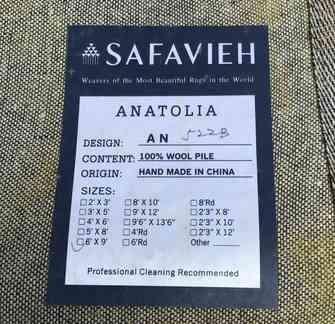 SAFAVIEH
Weavers of the Most Beautiful Rugs in the World
ANATOLIA
DESIGN: AN 522B
CONTENT: 100% WOOL PILE
ORIGIN: HAND MADE IN CHINA
SIZES:
□ 2' X 3' □ 8' X 10' □ 8'Rd
□ 3' X 5' □ 9' X 12' □ 2'3" X 8'
□ 4' X 6' □ 9'6" X 13'6" □ 2'3" X 10'
□ 5' X 8' □ 4'Rd □ 2'3" X 12'
□ 6' X 9' □ 6'Rd Other
Professional Cleaning Recommended